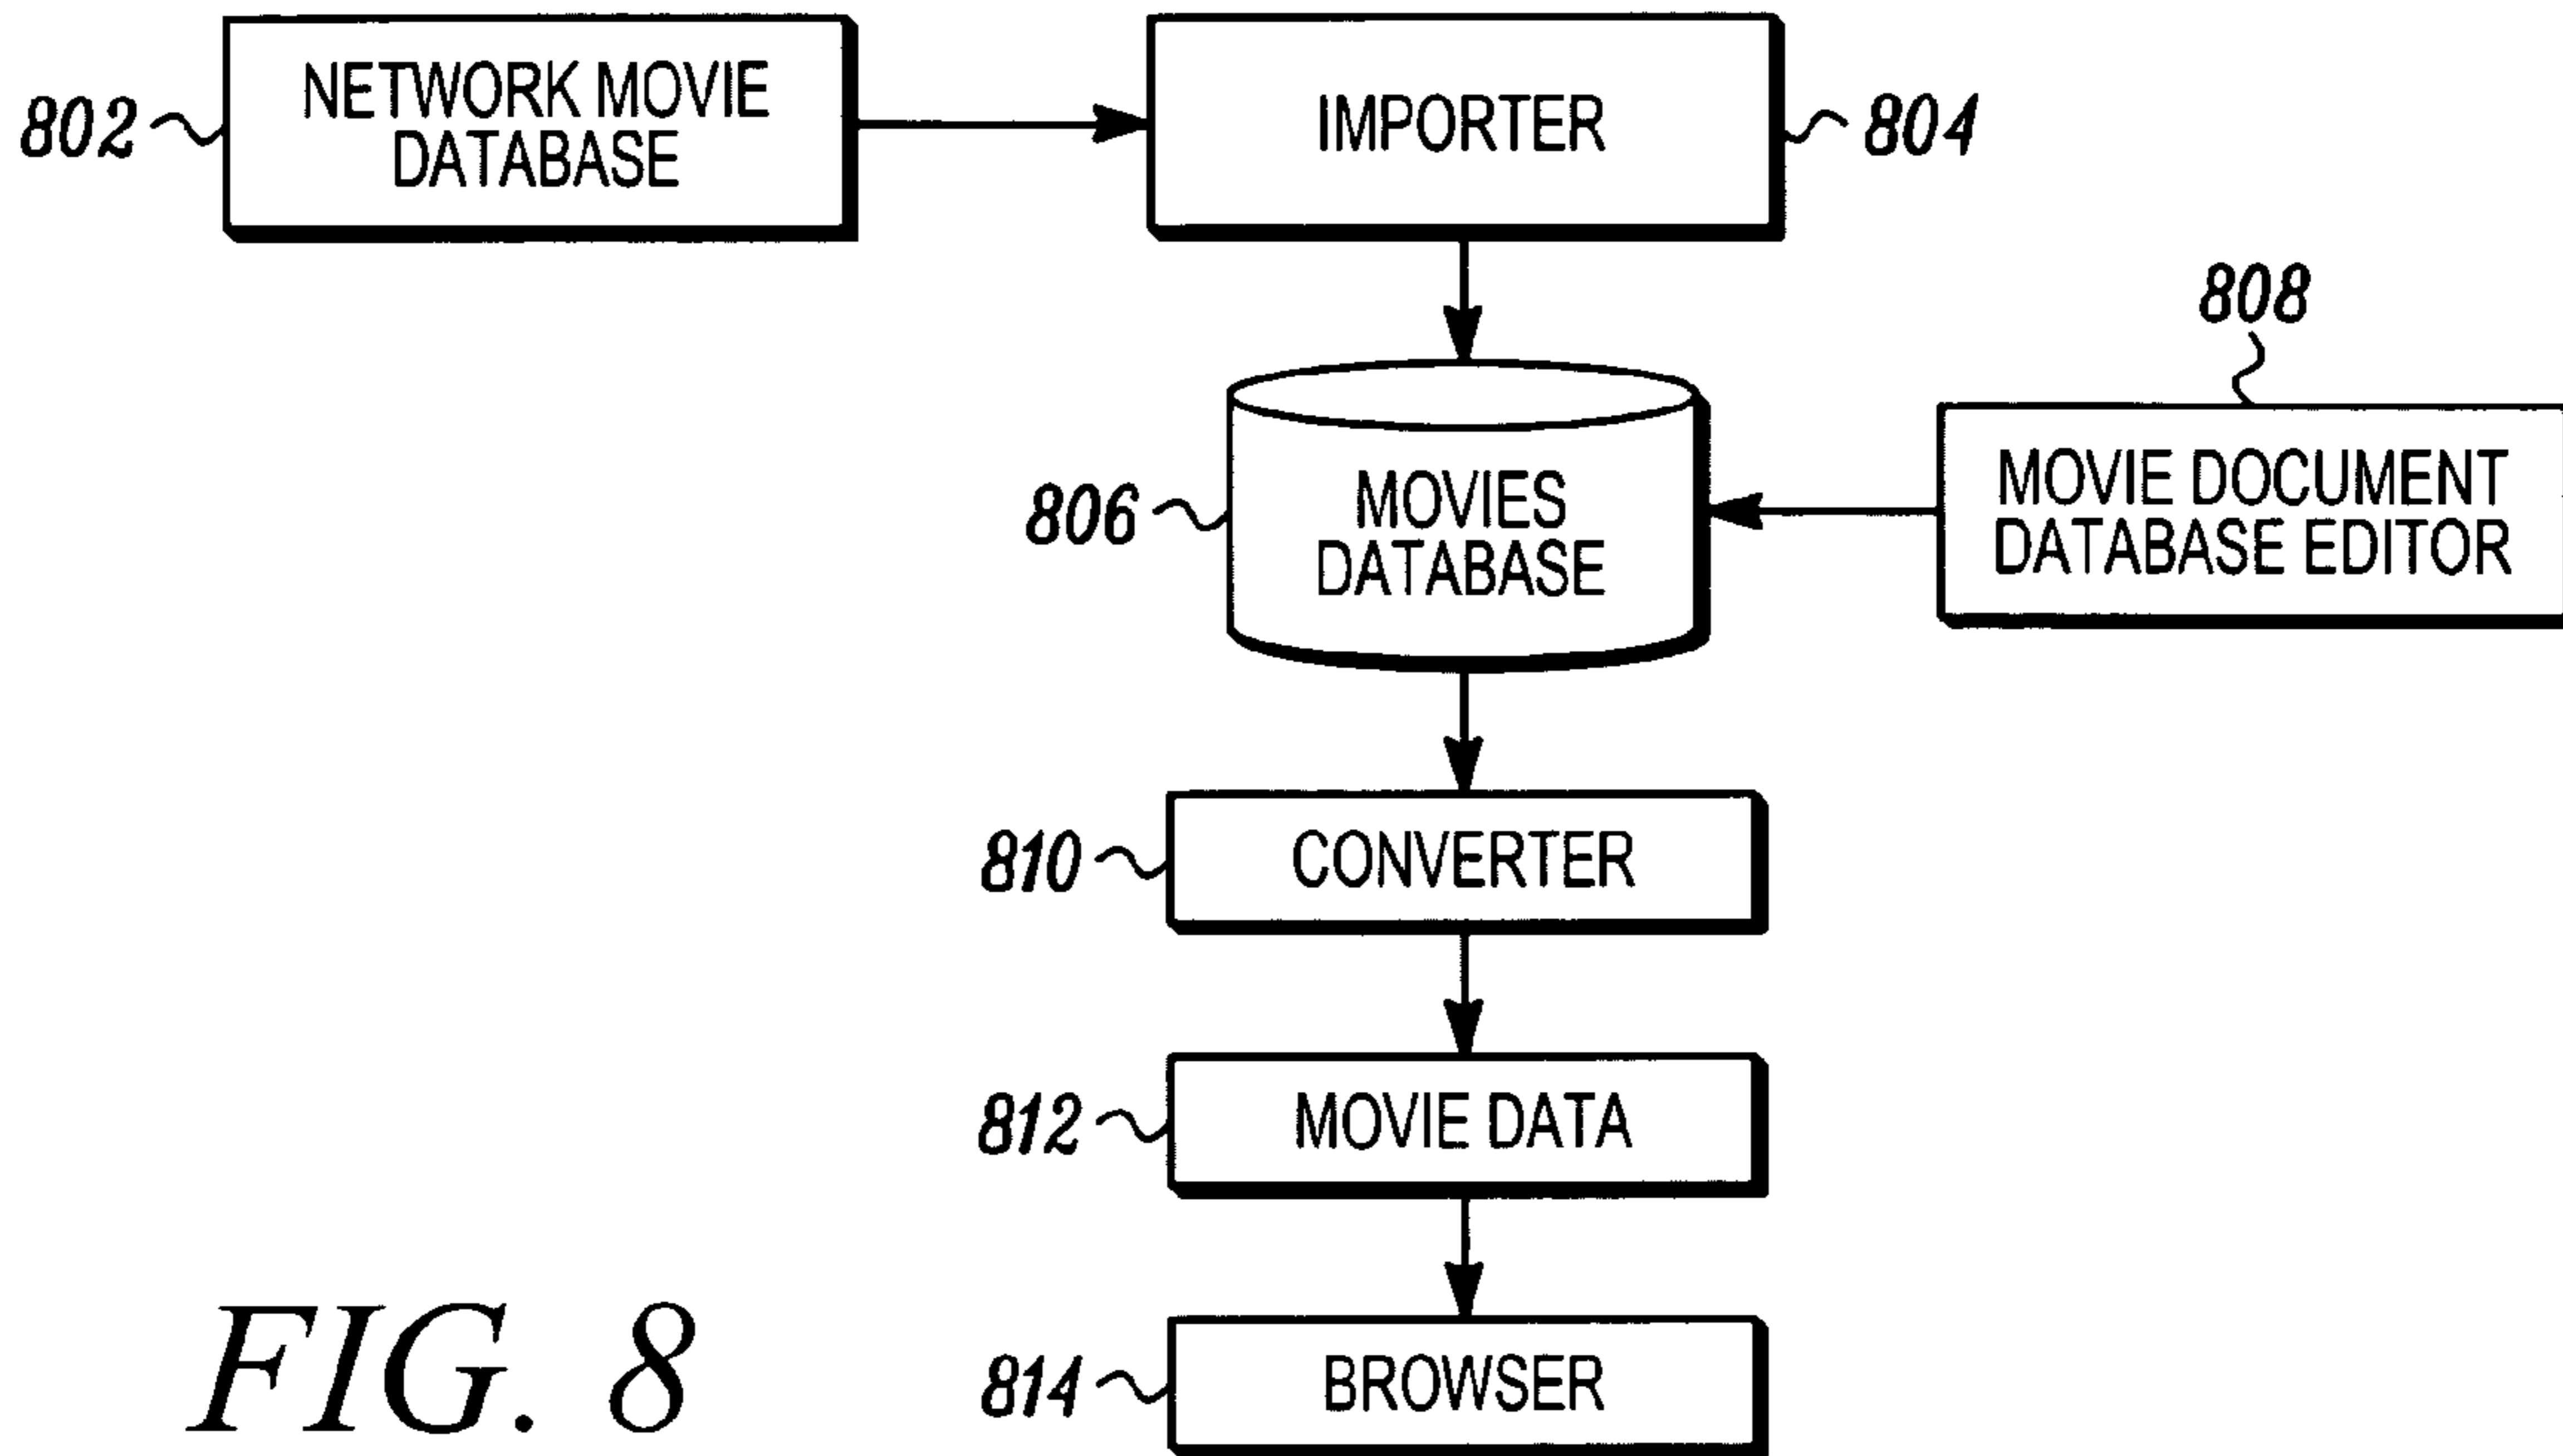 802
NETWORK MOVIE
DATABASE
IMPORTER
804
808
806
MOVIES
DATABASE
MOVIE DOCUMENT
DATABASE EDITOR
810
CONVERTER
812
MOVIE DATA
814
BROWSER
FIG. 8